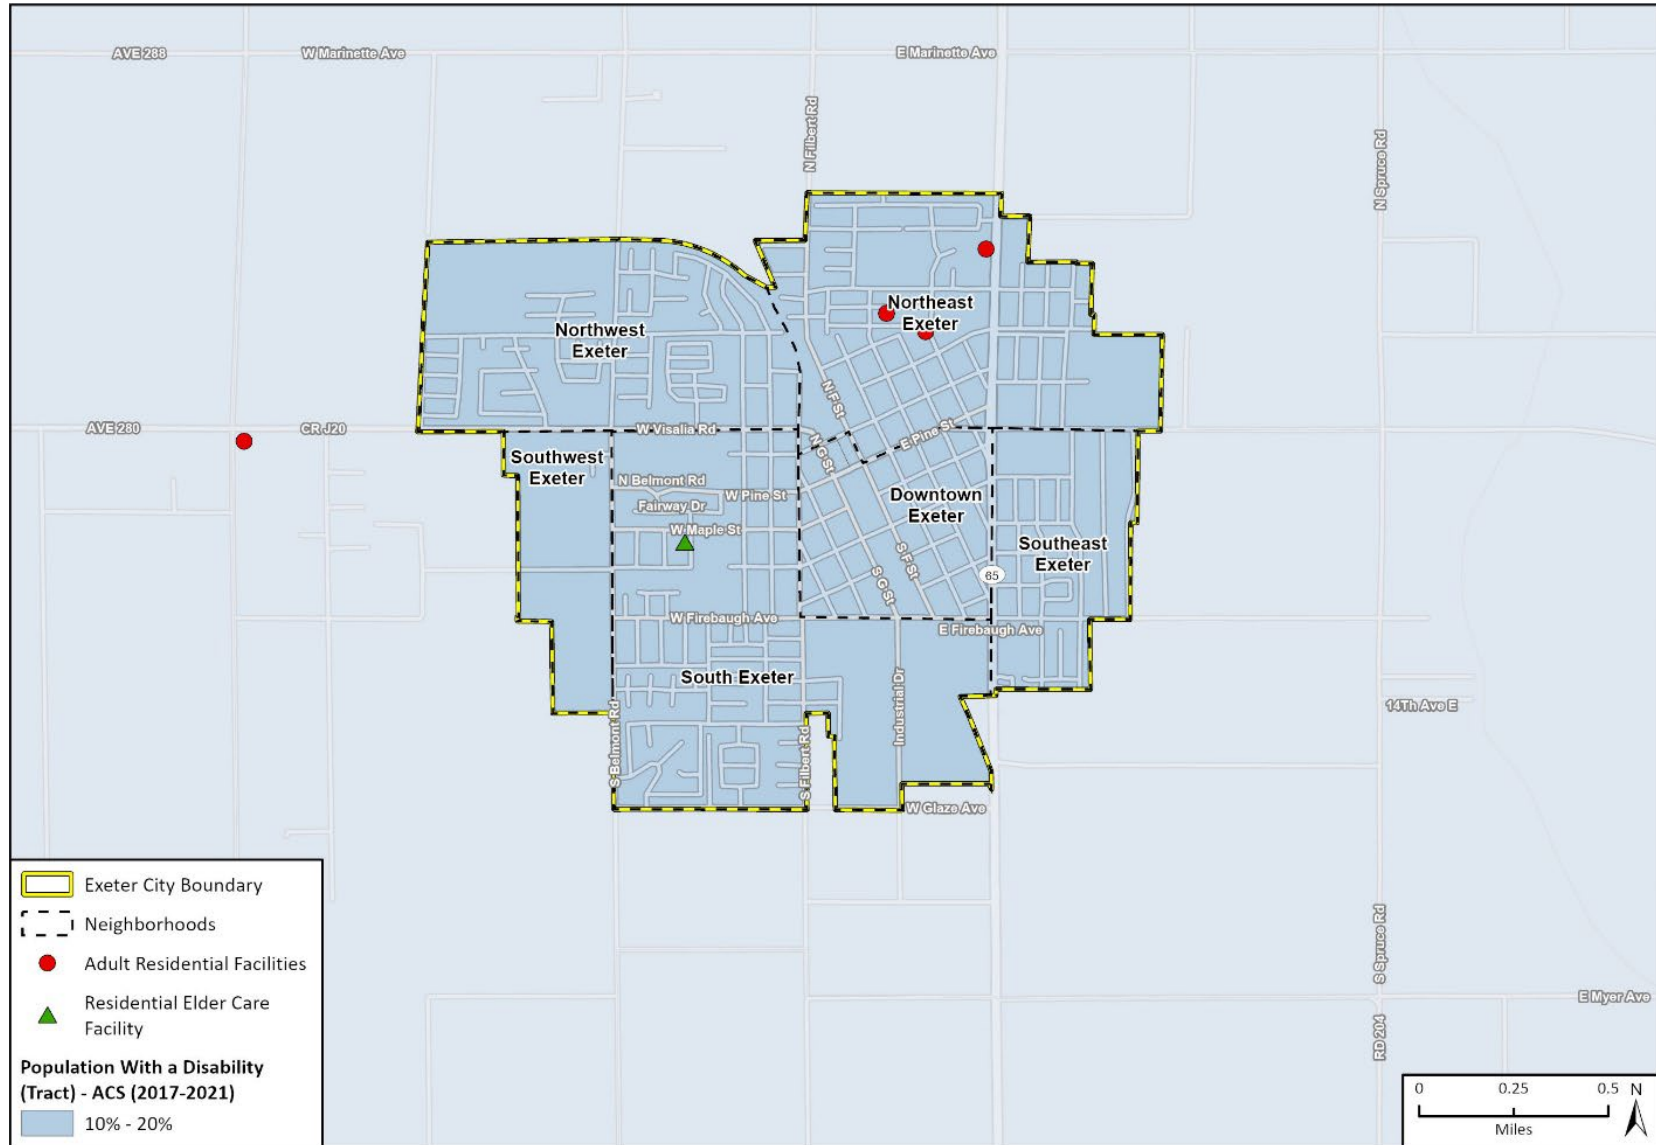 AVE 288
W Marinette Ave
E Marinette Ave
N Filbert Rd
N Spruce Rd
Northwest
Exeter
Northeast
Exeter
N F St
AVE 280
CR J20
W Visalia Rd
N G St
E Pine St
Southwest
Exeter
N Belmont Rd
W Pine St
Fairway Dr
W Maple St
Downtown
Exeter
Southeast
Exeter
S F St
S G St
65
W Firebaugh Ave
E Firebaugh Ave
South Exeter
S Belmont Rd
S Filbert Rd
Industrial Dr
14Th Ave E
W Glaze Ave
S Spruce Rd
E Myer Ave
RD 204
Exeter City Boundary
Neighborhoods
Adult Residential Facilities
Residential Elder Care
Facility
Population With a Disability
(Tract) - ACS (2017-2021)
10% - 20%
0 0.25 0.5
Miles
N